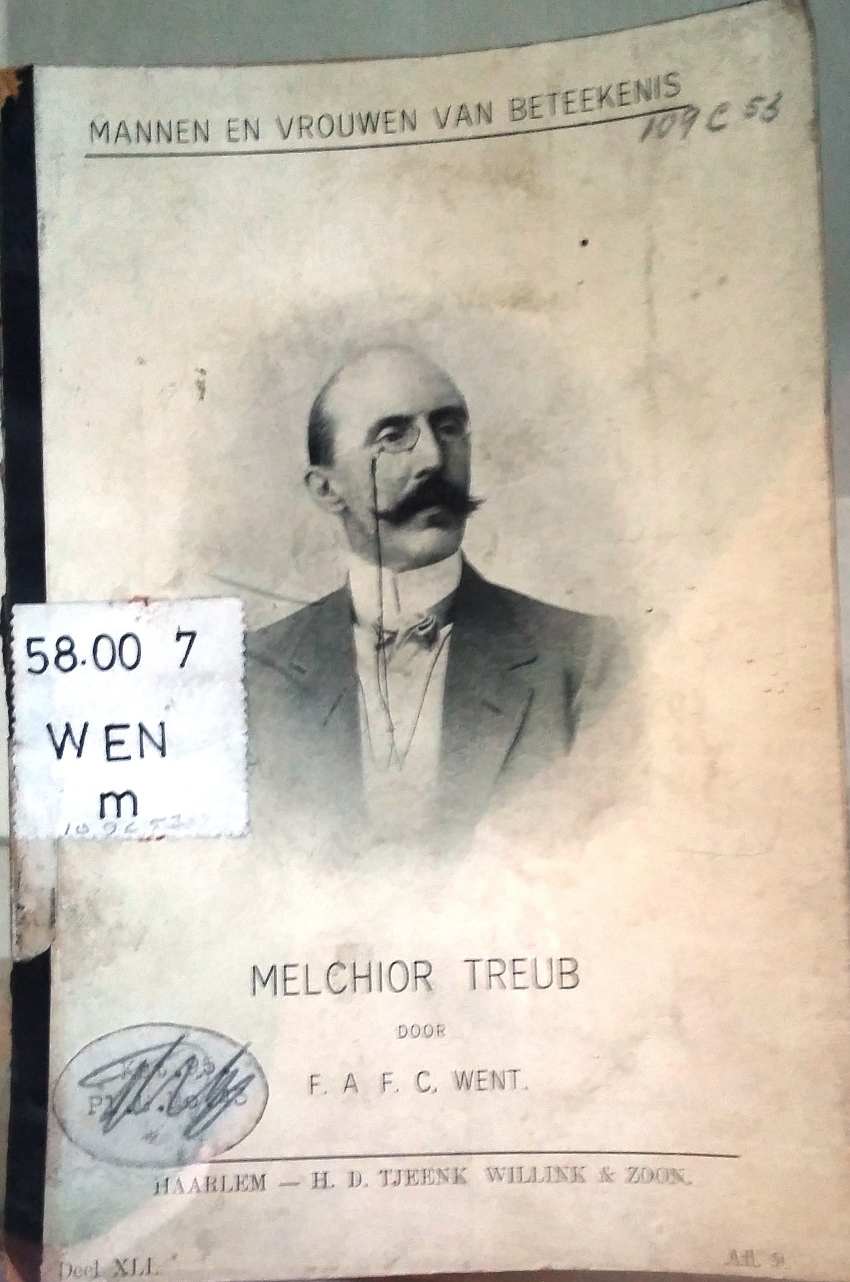 MANNEN EN VROUWEN VAN BETEEKENIS
109 C 53
58.00 7
WEN
m
MELCHIOR TREUB
DOOR
F. A F. C. WENT.
HAARLEM — H. D. TJEENK WILLINK & ZOON.
Deel XLI.
Afl.